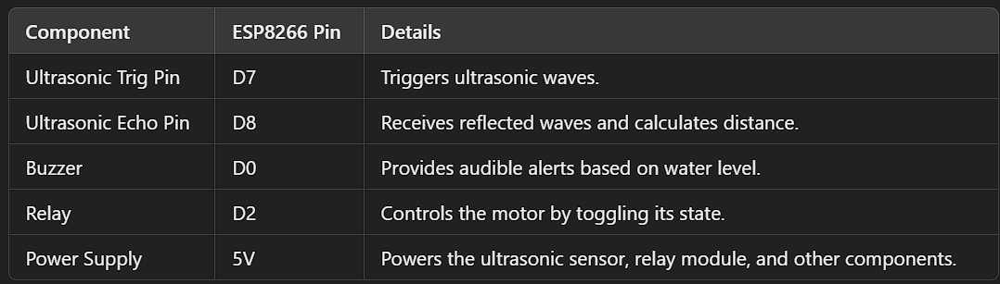 Component ESP8266 Pin Details
Ultrasonic Trig Pin D7 Triggers ultrasonic waves.
Ultrasonic Echo Pin D8 Receives reflected waves and calculates distance.
Buzzer D0 Provides audible alerts based on water level.
Relay D2 Controls the motor by toggling its state.
Power Supply 5V Powers the ultrasonic sensor, relay module, and other components.